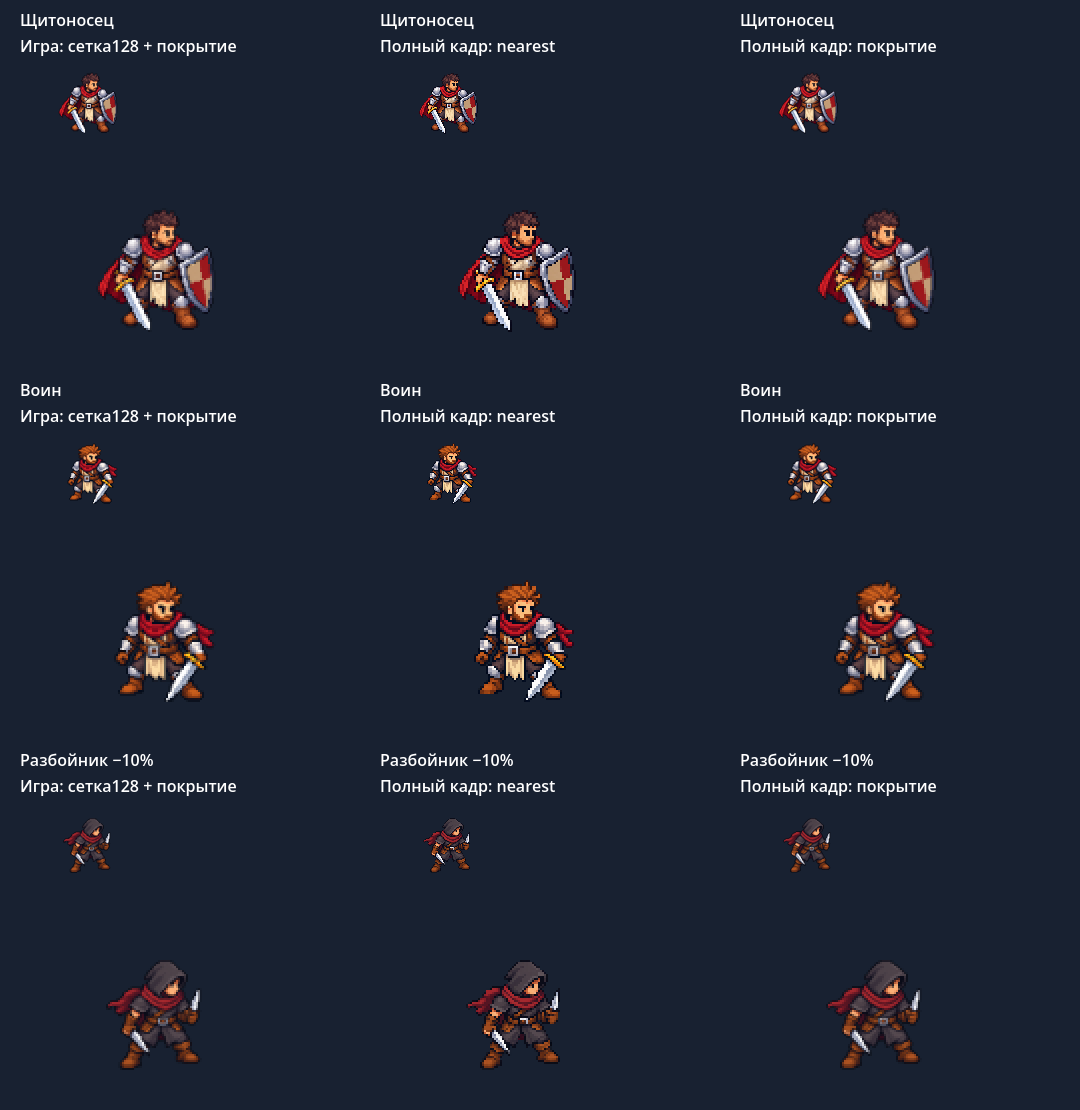 Щитоносец
Игра: сетка128 + покрытие
Щитоносец
Полный кадр: nearest
Щитоносец
Полный кадр: покрытие
Воин
Игра: сетка128 + покрытие
Воин
Полный кадр: nearest
Воин
Полный кадр: покрытие
Разбойник −10%
Игра: сетка128 + покрытие
Разбойник −10%
Полный кадр: nearest
Разбойник −10%
Полный кадр: покрытие